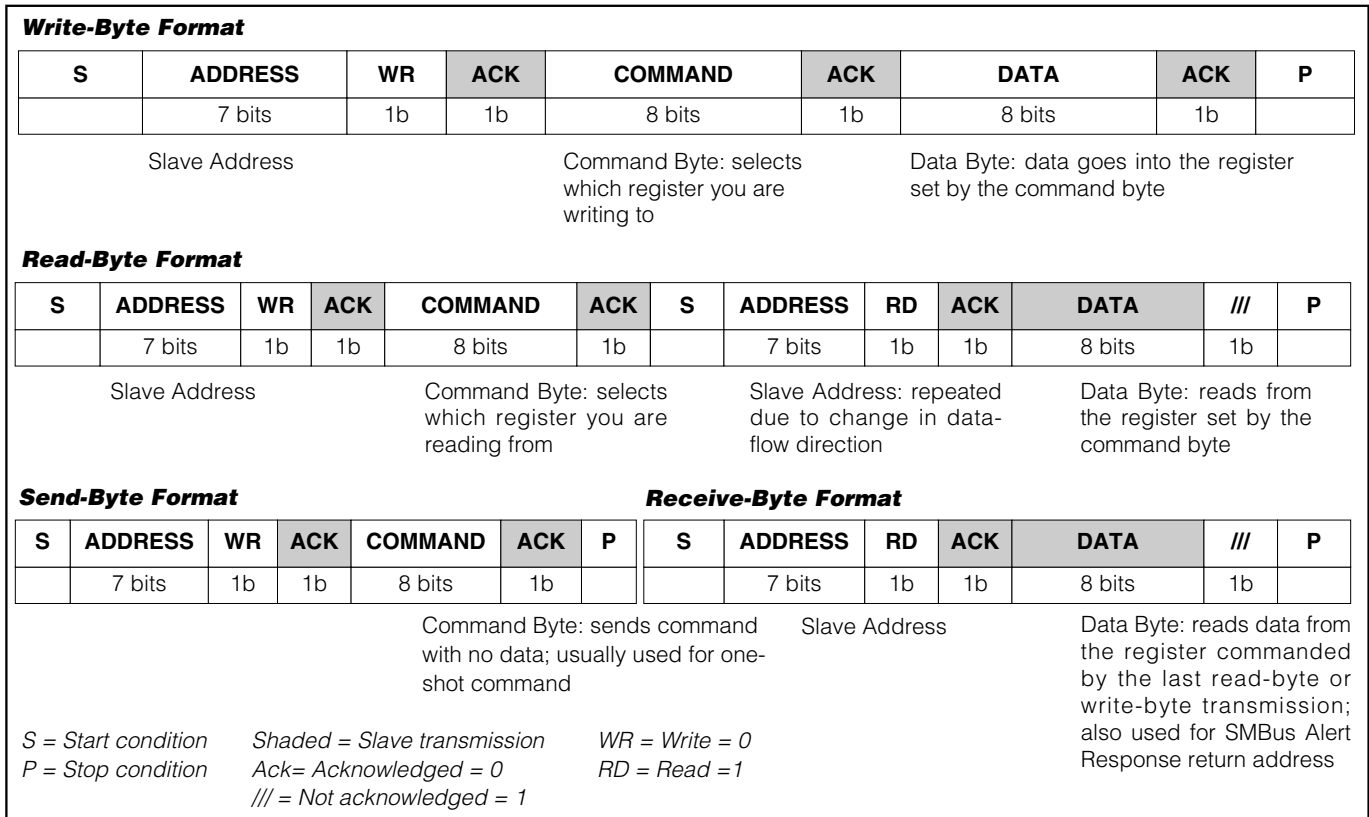 Write-Byte Format
S ADDRESS WR ACK COMMAND ACK DATA ACK P
7 bits 1b 1b 8 bits 1b 8 bits 1b
Slave Address
Command Byte: selects
which register you are
writing to
Data Byte: data goes into the register
set by the command byte
Read-Byte Format
S ADDRESS WR ACK COMMAND ACK S ADDRESS RD ACK DATA /// P
7 bits 1b 1b 8 bits 1b 7 bits 1b 1b 8 bits 1b
Slave Address
Command Byte: selects
which register you are
reading from
Slave Address: repeated
due to change in data-
flow direction
Data Byte: reads from
the register set by the
command byte
Send-Byte Format
S ADDRESS WR ACK COMMAND ACK P
7 bits 1b 1b 8 bits 1b
Command Byte: sends command
with no data; usually used for one-
shot command
Receive-Byte Format
S ADDRESS RD ACK DATA /// P
7 bits 1b 1b 8 bits 1b
Slave Address
Data Byte: reads data from
the register commanded
by the last read-byte or
write-byte transmission;
also used for SMBus Alert
Response return address
S = Start condition
P = Stop condition
Shaded = Slave transmission
Ack= Acknowledged = 0
/// = Not acknowledged = 1
WR = Write = 0
RD = Read =1